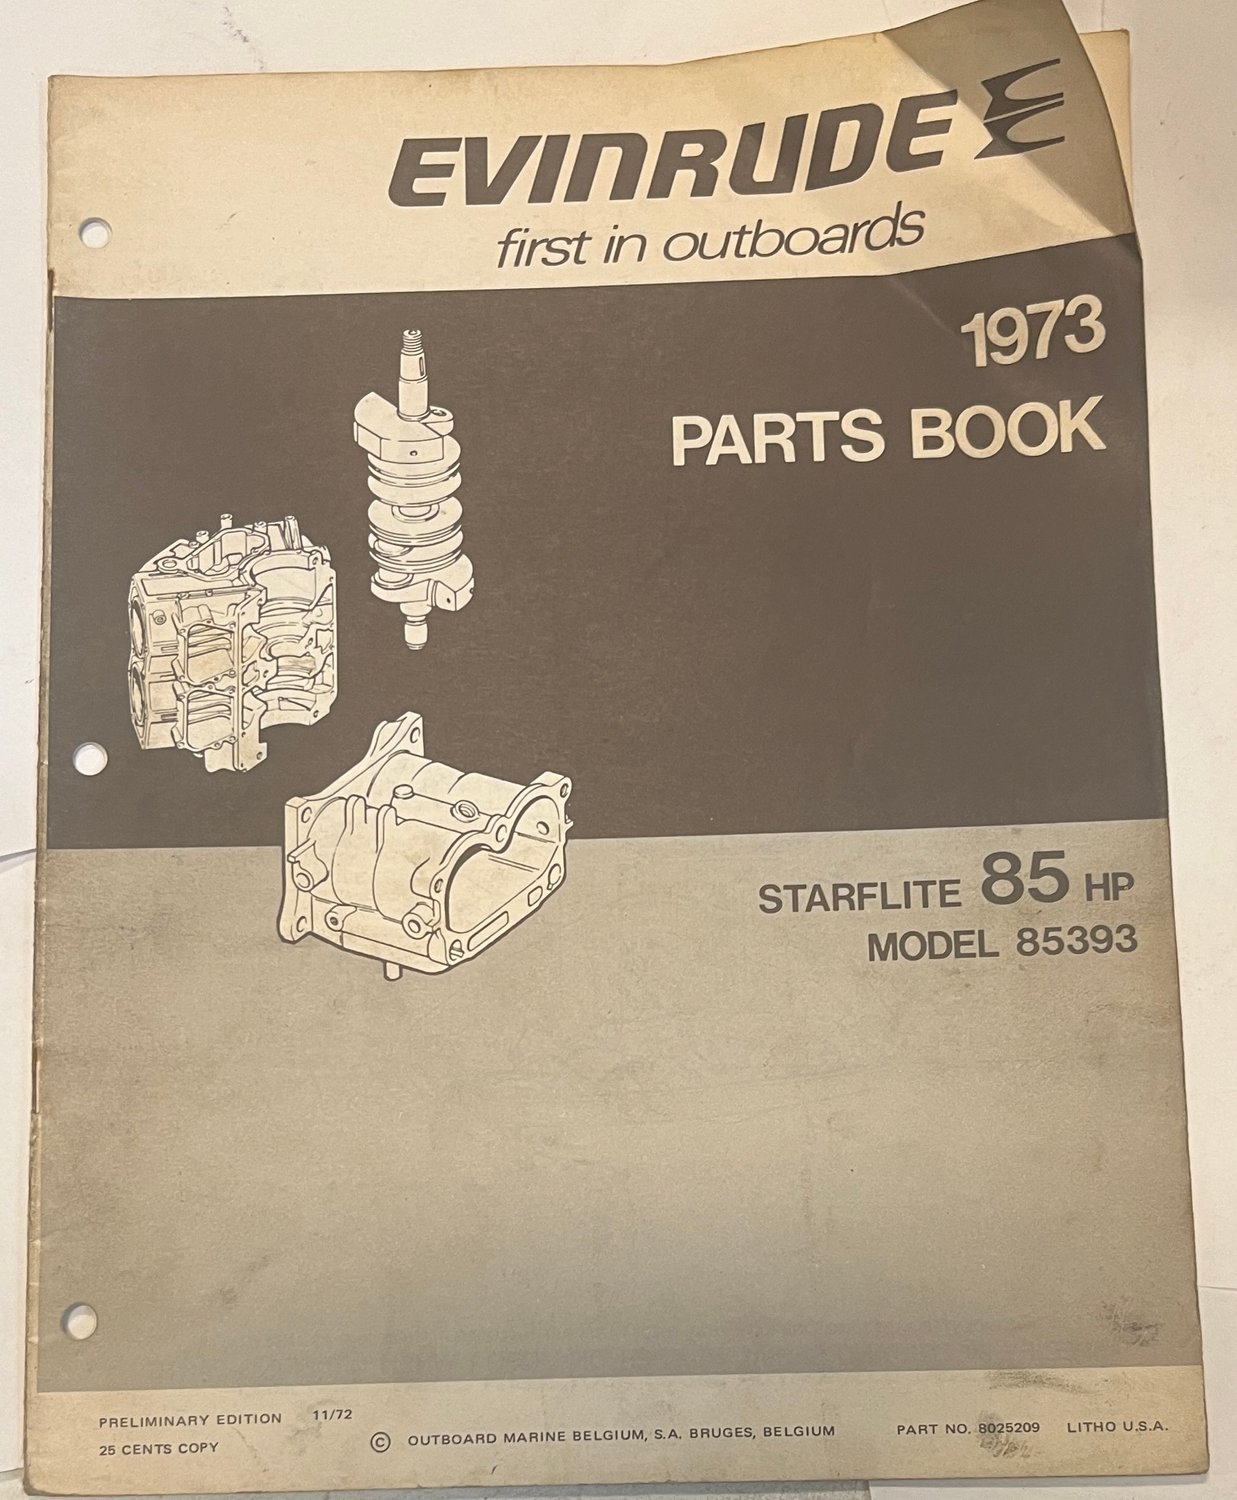 EVINRUDE
first in outboards
1973
PARTS BOOK
STARFLITE 85 HP
MODEL 85393
PRELIMINARY EDITION 11/72
25 CENTS COPY
© OUTBOARD MARINE BELGIUM, S.A. BRUGES, BELGIUM
PART NO. 8025209 LITHO U.S.A.